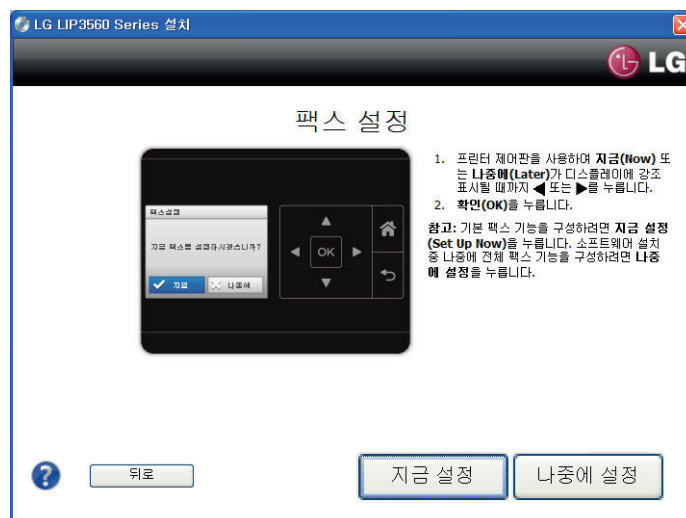 LG LIP3560 Series 설치
LG
팩스 설정
팩스설정
지금 팩스를 설정하시겠습니까?
지금
나중에
OK
1. 프린터 제어판을 사용하여 지금(Now) 또
는 나중에(Later)가 디스플레이에 강조
표시될 때까지 ◀ 또는 ▶를 누릅니다.
2. 확인(OK)을 누릅니다.
참고: 기본 팩스 기능을 구성하려면 지금 설정
(Set Up Now)을 누릅니다. 소프트웨어 설치
중 나중에 전체 팩스 기능을 구성하려면 나중
에 설정을 누릅니다.
뒤로
지금 설정
나중에 설정